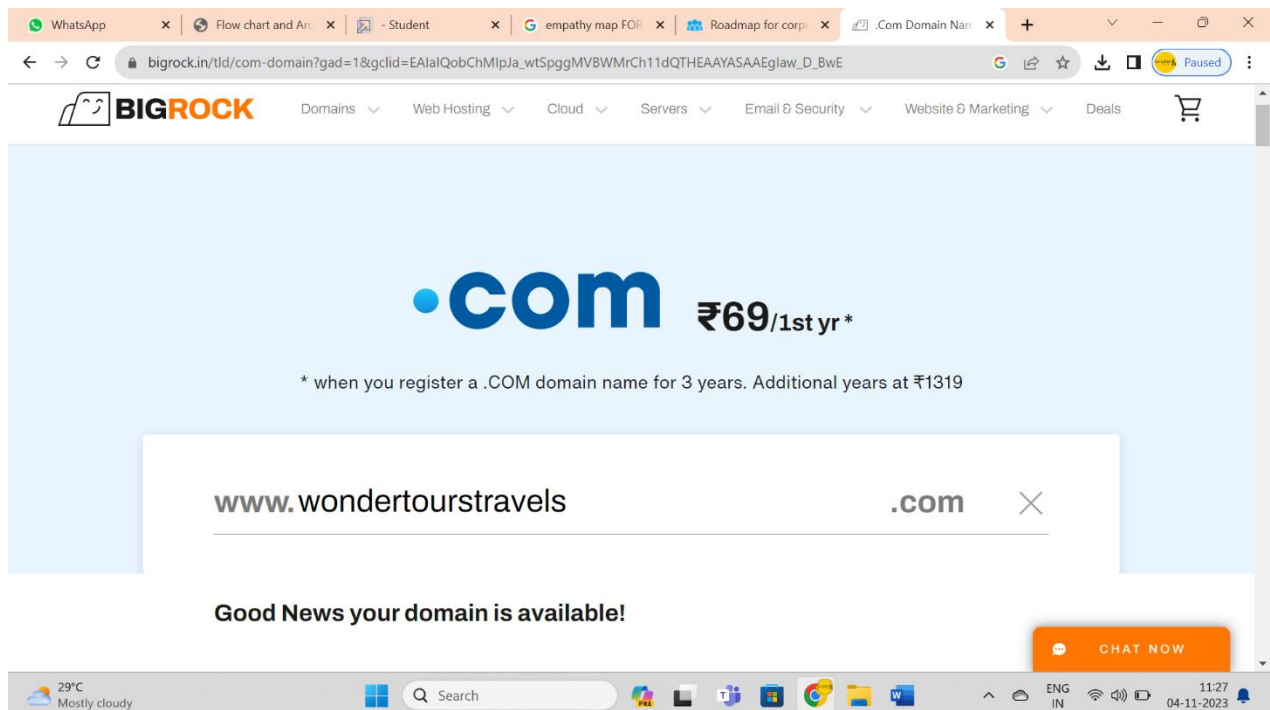 WhatsApp Flow chart and Arc - Student empathy map FOR Roadmap for corp .Com Domain Nan
bigrock.in/tld/com-domain?gad=1&gclid=EAIaIQobChMIpJa_wtSpggMVBWMrCh11dQTHEAAYASAAEgIaw_D_BwE Paused
BIGROCK Domains Web Hosting Cloud Servers Email & Security Website & Marketing Deals
.com ₹69/1st yr *
* when you register a .COM domain name for 3 years. Additional years at ₹1319
www. wondertourstravels .com
Good News your domain is available!
CHAT NOW
29°C Search PRE ENG 11:27
Mostly cloudy IN 04-11-2023